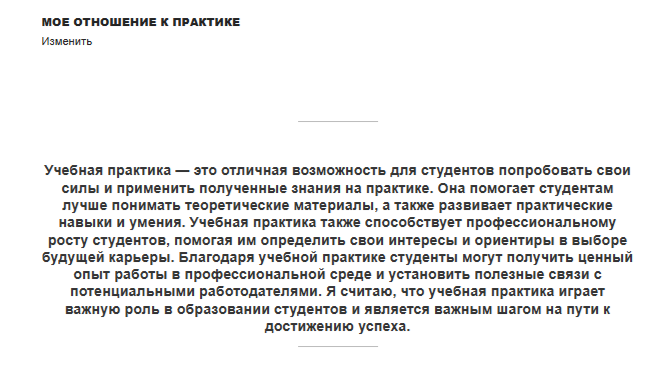 МОЕ ОТНОШЕНИЕ К ПРАКТИКЕ
Изменить
Учебная практика — это отличная возможность для студентов попробовать свои
силы и применить полученные знания на практике. Она помогает студентам
лучше понимать теоретические материалы, а также развивает практические
навыки и умения. Учебная практика также способствует профессиональному
росту студентов, помогая им определить свои интересы и ориентиры в выборе
будущей карьеры. Благодаря учебной практике студенты могут получить ценный
опыт работы в профессиональной среде и установить полезные связи с
потенциальными работодателями. Я считаю, что учебная практика играет
важную роль в образовании студентов и является важным шагом на пути к
достижению успеха.